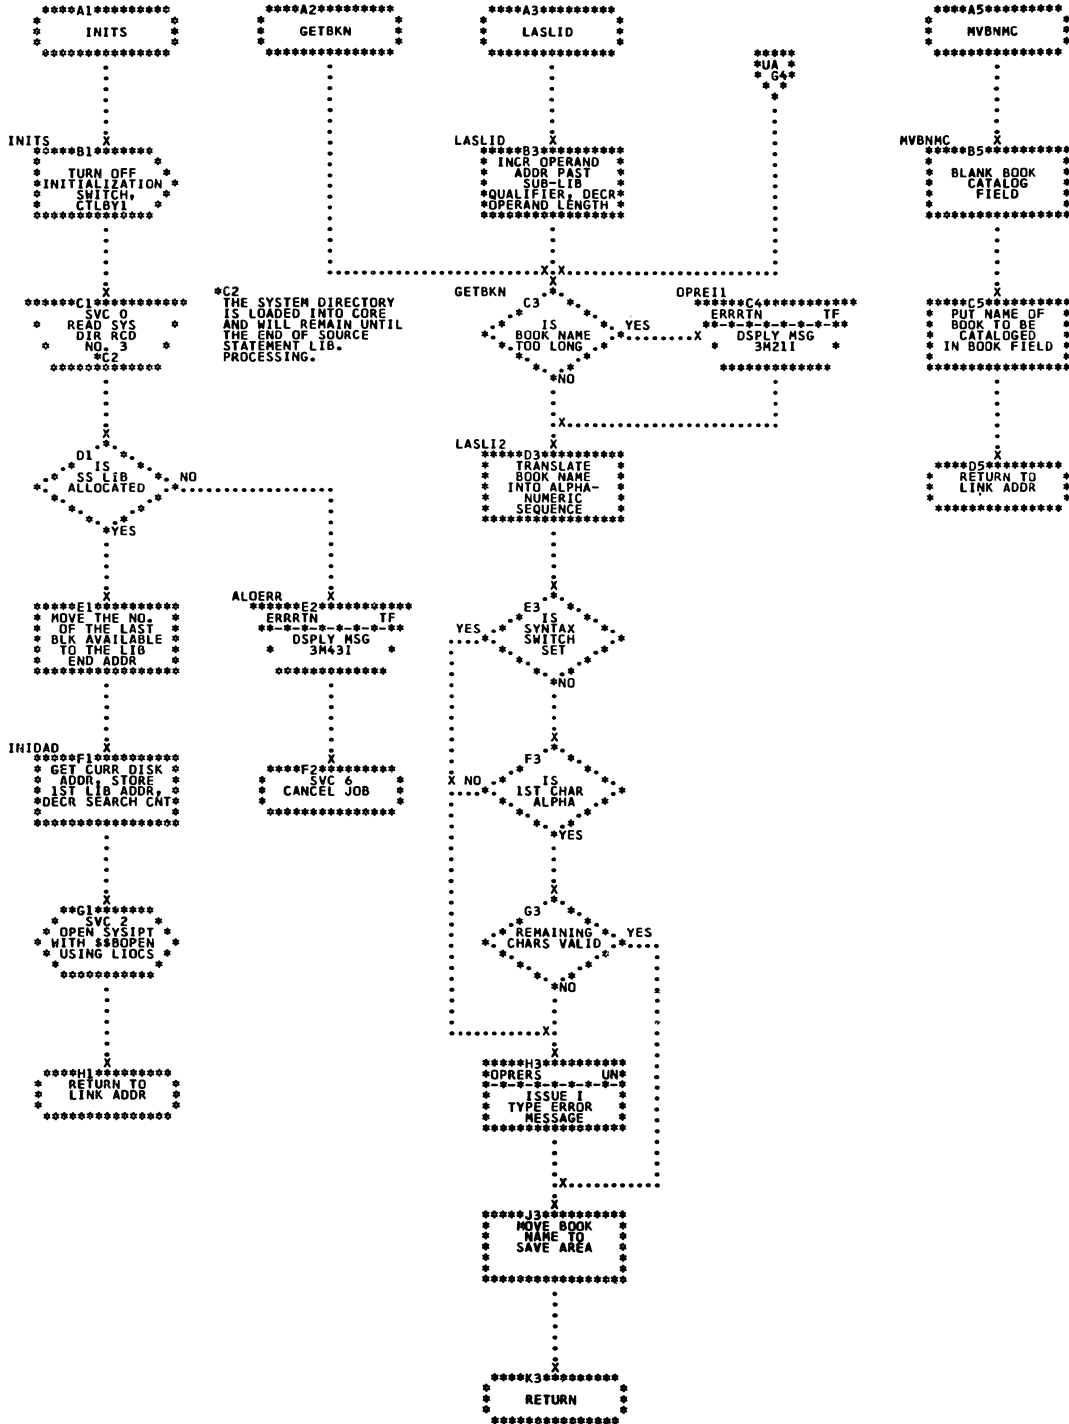 A1
INITS
A2
GETBKN
A3
LASLID
UA
G4
A5
MVBNMC
INITS
B1
TURN OFF
INITIALIZATION
SWITCH,
CTLBY1
LASLID
B3
INCR OPERAND
ADDR PAST
SUB-LIB
QUALIFIER, DECR
OPERAND LENGTH
MVBNMC
B5
BLANK BOOK
CATALOG
FIELD
C1
SVC 0
READ SYS
DIR RCD
NO. 3
*C2
*C2
THE SYSTEM DIRECTORY
IS LOADED INTO CORE
AND WILL REMAIN UNTIL
THE END OF SOURCE
STATEMENT LIB.
PROCESSING.
GETBKN
C3
IS
BOOK NAME
TOO LONG
YES
NO
OPREI1
C4
ERRRTN TF
DSPLY MSG
3M21I
C5
PUT NAME OF
BOOK TO BE
CATALOGED
IN BOOK FIELD
D1
IS
SS LIB
ALLOCATED
NO
YES
LASLI2
D3
TRANSLATE
BOOK NAME
INTO ALPHA-
NUMERIC
SEQUENCE
D5
RETURN TO
LINK ADDR
E1
MOVE THE NO.
OF THE LAST
BLK AVAILABLE
TO THE LIB
END ADDR
ALOERR
E2
ERRRTN TF
DSPLY MSG
3M43I
E3
IS
SYNTAX
SWITCH
SET
YES
NO
INIDAD
F1
GET CURR DISK
ADDR, STORE
1ST LIB ADDR,
DECR SEARCH CNT
F2
SVC 6
CANCEL JOB
F3
IS
1ST CHAR
ALPHA
NO
YES
G1
SVC 2
OPEN SYSIPT
WITH $$BOPEN
USING LIOCS
G3
REMAINING
CHARS VALID
YES
NO
H1
RETURN TO
LINK ADDR
H3
OPRERS UN
ISSUE I
TYPE ERROR
MESSAGE
J3
MOVE BOOK
NAME TO
SAVE AREA
K3
RETURN